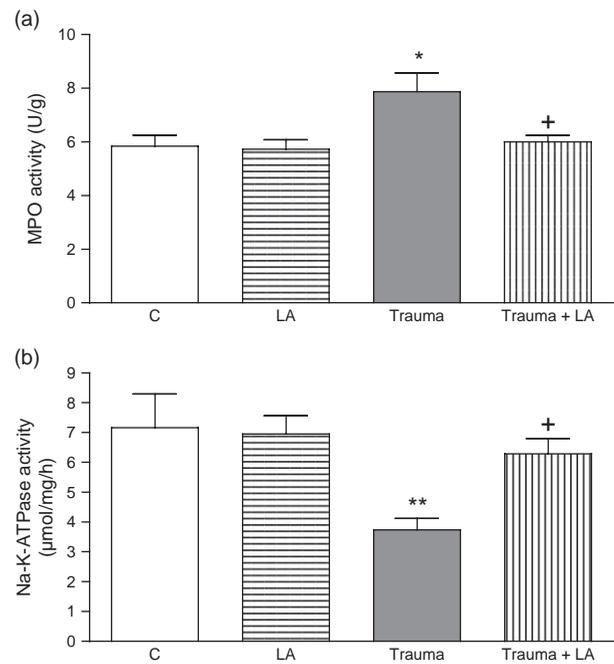 (a)
10
8
6
4
2
0
MPO activity (U/g)
*
+
C LA Trauma Trauma + LA
(b)
9
8
7
6
5
4
3
2
1
0
Na-K-ATPase activity
(μmol/mg/h)
**
+
C LA Trauma Trauma + LA